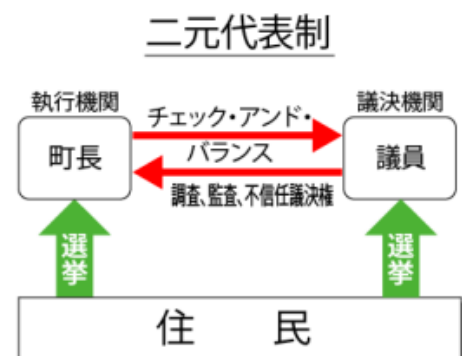 二元代表制
執行機関
議決機関
チェック・アンド・
バランス
町長
議員
調査、監査、不信任議決権
選挙
選挙
住 民